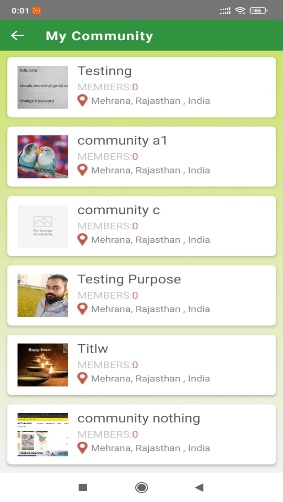 0:01
66
My Community
Testinng
MEMBERS:0
Mehrana, Rajasthan , India
Change Password
community a1
MEMBERS:0
Mehrana, Rajasthan , India
community c
MEMBERS:0
Mehrana, Rajasthan , India
No Image
Available
Testing Purpose
MEMBERS:0
Mehrana, Rajasthan , India
Titlw
MEMBERS:0
Mehrana, Rajasthan , India
Happy Diwali
community nothing
MEMBERS:0
Mehrana, Rajasthan , India